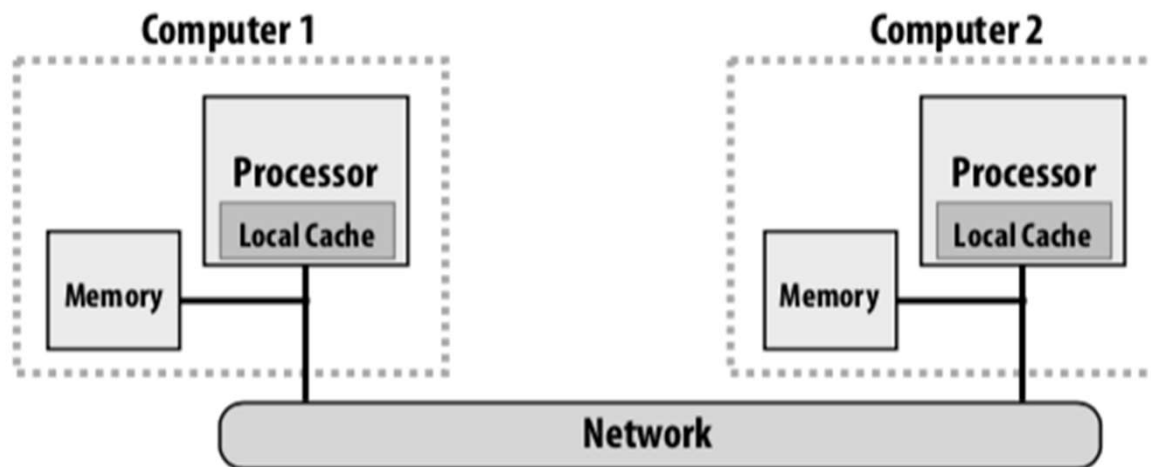 Computer 1
Computer 2
Processor
Local Cache
Memory
Processor
Local Cache
Memory
Network